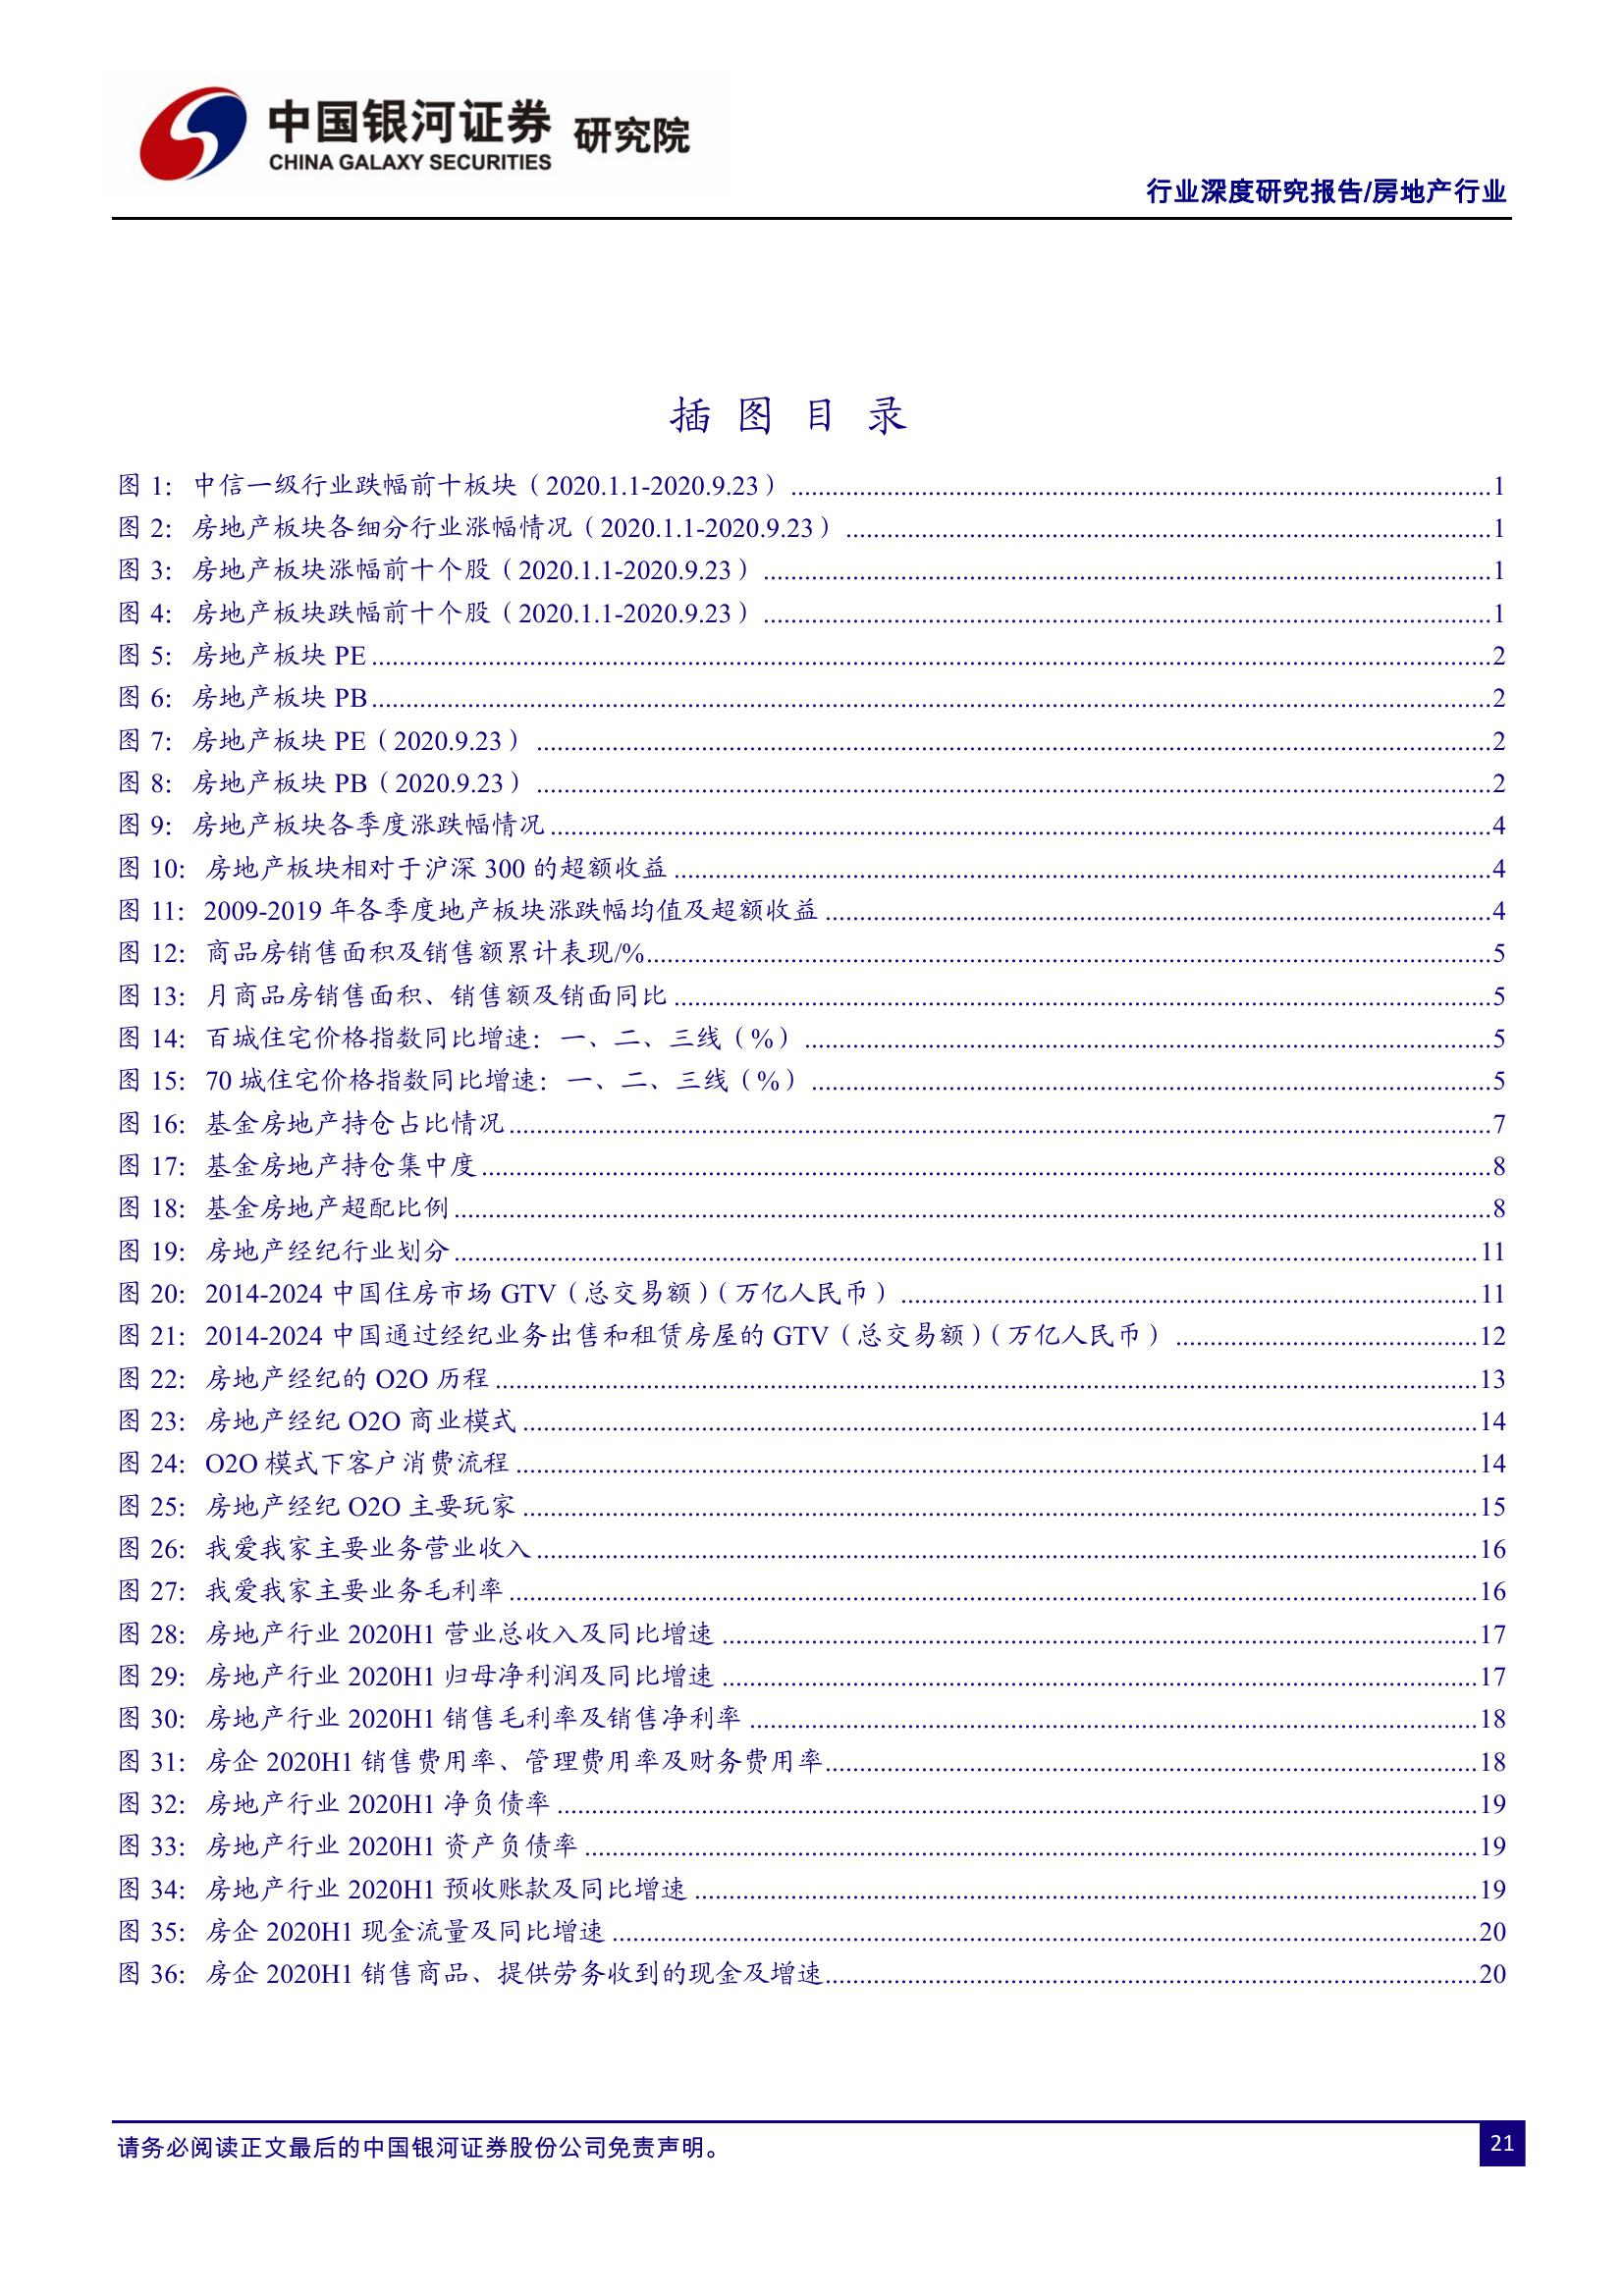 中国银河证券 研究院
CHINA GALAXY SECURITIES
行业深度研究报告/房地产行业
插 图 目 录
图 1: 中信一级行业跌幅前十板块（2020.1.1-2020.9.23）1
图 2: 房地产板块各细分行业涨幅情况（2020.1.1-2020.9.23）1
图 3: 房地产板块涨幅前十个股（2020.1.1-2020.9.23）1
图 4: 房地产板块跌幅前十个股（2020.1.1-2020.9.23）1
图 5: 房地产板块 PE 2
图 6: 房地产板块 PB 2
图 7: 房地产板块 PE（2020.9.23）2
图 8: 房地产板块 PB（2020.9.23）2
图 9: 房地产板块各季度涨跌幅情况 4
图 10: 房地产板块相对于沪深 300 的超额收益 4
图 11: 2009-2019 年各季度地产板块涨跌幅均值及超额收益 4
图 12: 商品房销售面积及销售额累计表现/% 5
图 13: 月商品房销售面积、销售额及销面同比 5
图 14: 百城住宅价格指数同比增速: 一、二、三线（%）5
图 15: 70 城住宅价格指数同比增速: 一、二、三线（%）5
图 16: 基金房地产持仓占比情况 7
图 17: 基金房地产持仓集中度 8
图 18: 基金房地产超配比例 8
图 19: 房地产经纪行业划分 11
图 20: 2014-2024 中国住房市场 GTV（总交易额）（万亿人民币）11
图 21: 2014-2024 中国通过经纪业务出售和租赁房屋的 GTV（总交易额）（万亿人民币）12
图 22: 房地产经纪的 O2O 历程 13
图 23: 房地产经纪 O2O 商业模式 14
图 24: O2O 模式下客户消费流程 14
图 25: 房地产经纪 O2O 主要玩家 15
图 26: 我爱我家主要业务营业收入 16
图 27: 我爱我家主要业务毛利率 16
图 28: 房地产行业 2020H1 营业总收入及同比增速 17
图 29: 房地产行业 2020H1 归母净利润及同比增速 17
图 30: 房地产行业 2020H1 销售毛利率及销售净利率 18
图 31: 房企 2020H1 销售费用率、管理费用率及财务费用率 18
图 32: 房地产行业 2020H1 净负债率 19
图 33: 房地产行业 2020H1 资产负债率 19
图 34: 房地产行业 2020H1 预收账款及同比增速 19
图 35: 房企 2020H1 现金流量及同比增速 20
图 36: 房企 2020H1 销售商品、提供劳务收到的现金及增速 20
请务必阅读正文最后的中国银河证券股份公司免责声明。
21